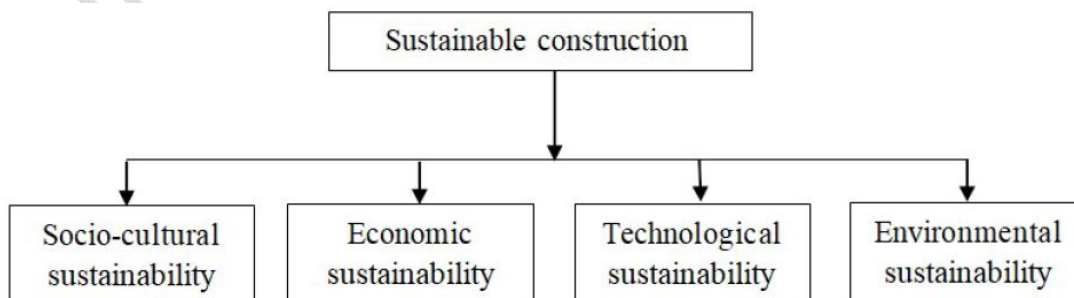 Sustainable construction
Socio-cultural
sustainability
Economic
sustainability
Technological
sustainability
Environmental
sustainability